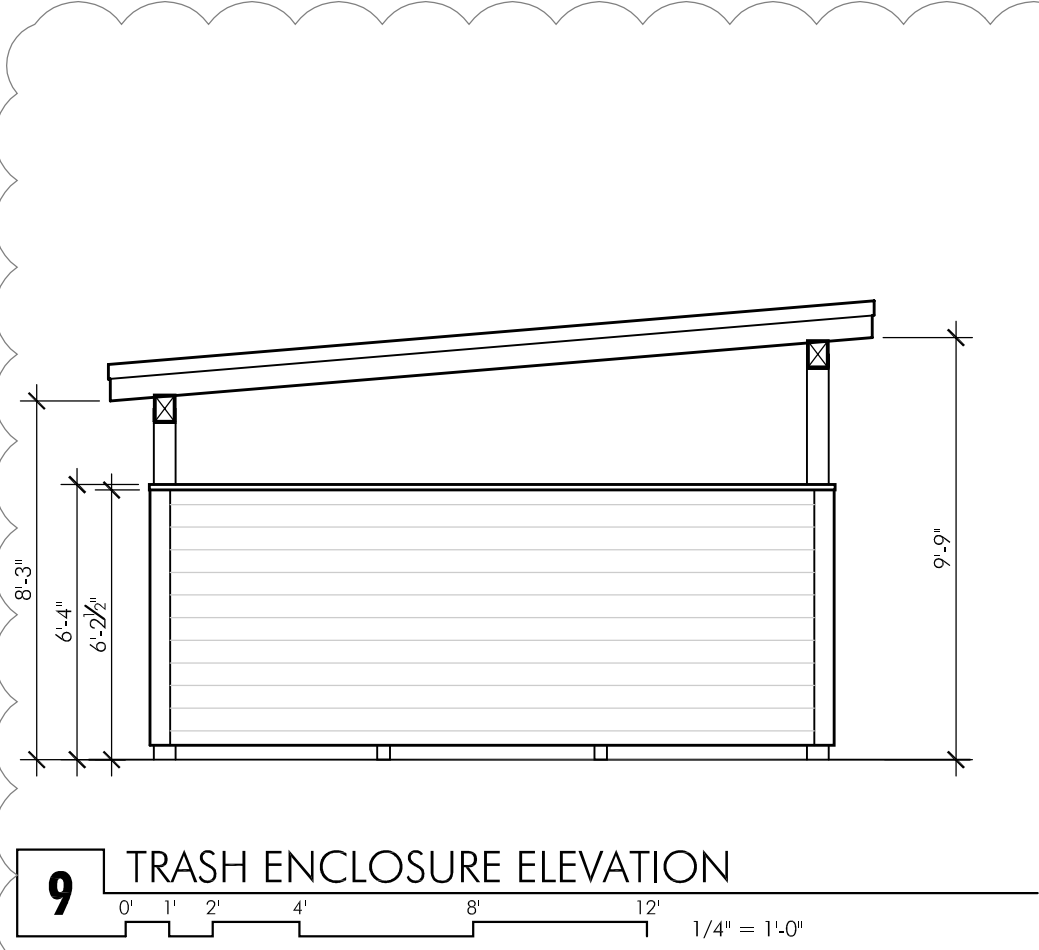 9'-9"
8'-3"
6'-4"
6'-2½"
9 TRASH ENCLOSURE ELEVATION
0' 1' 2' 4' 8' 12'
1/4" = 1'-0"